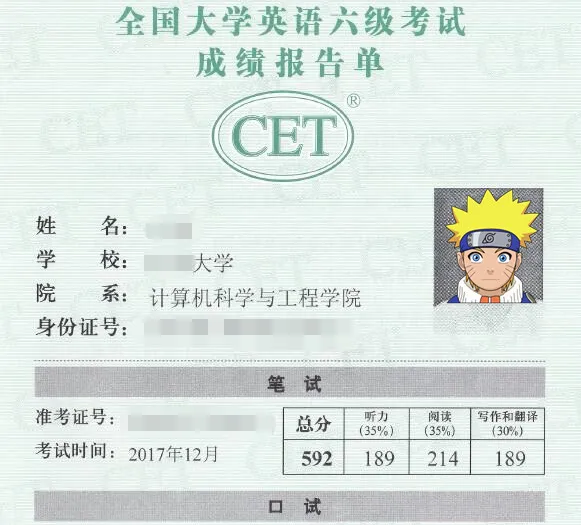 全国大学英语六级考试
成绩报告单
CET®
姓 名：
学 校： 大学
院 系： 计算机科学与工程学院
身份证号：
笔试
准考证号：
考试时间： 2017年12月
总分 听力 (35%) 阅读 (35%) 写作和翻译 (30%)
592 189 214 189
口试